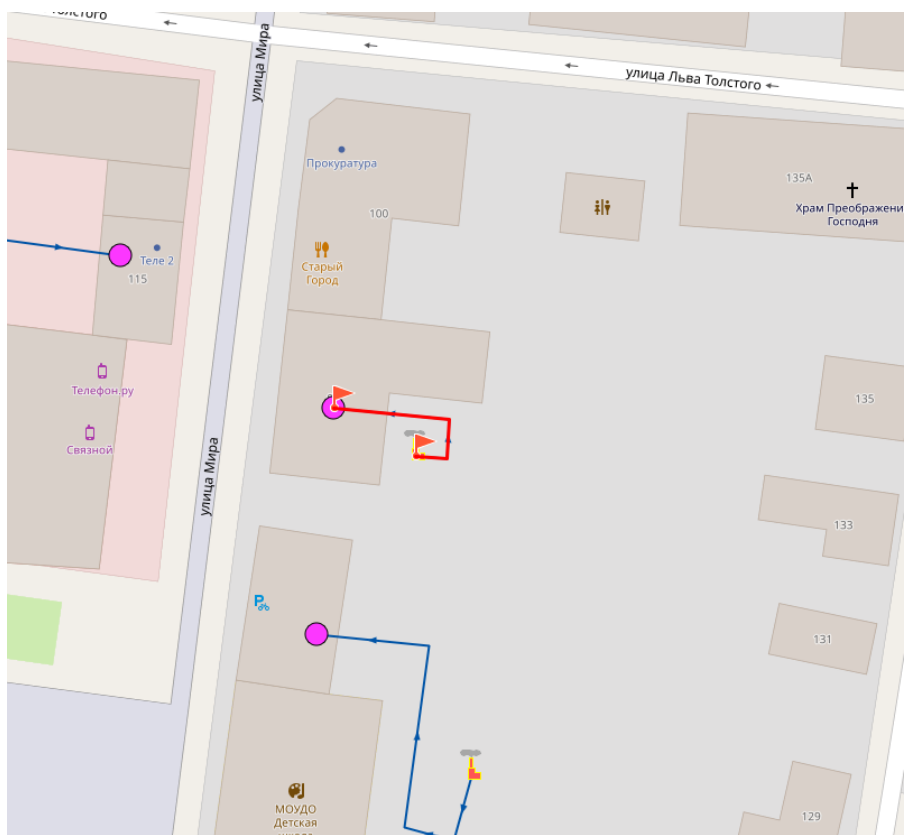 Толстого
улица Мира
улица Льва Толстого
Прокуратура
100
135А
Храм Преображени
Господня
Теле 2
115
Старый
Город
Телефон.ру
135
Связной
улица Мира
133
131
МОУДО
Детская
129